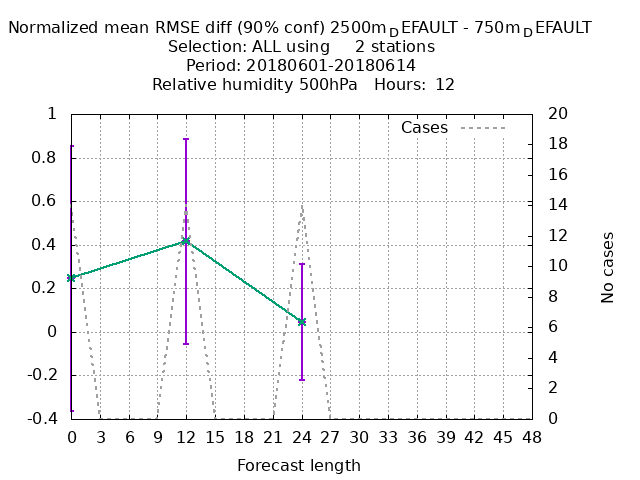 Normalized mean RMSE diff (90% conf) 2500mDEFAULT - 750mDEFAULT
Selection: ALL using 2 stations
Period: 20180601-20180614
Relative humidity 500hPa Hours: 12
Cases
1
0.8
0.6
0.4
0.2
0
-0.2
-0.4
20
18
16
14
12
10
8
6
4
2
0
No cases
0 3 6 9 12 15 18 21 24 27 30 33 36 39 42 45 48
Forecast length